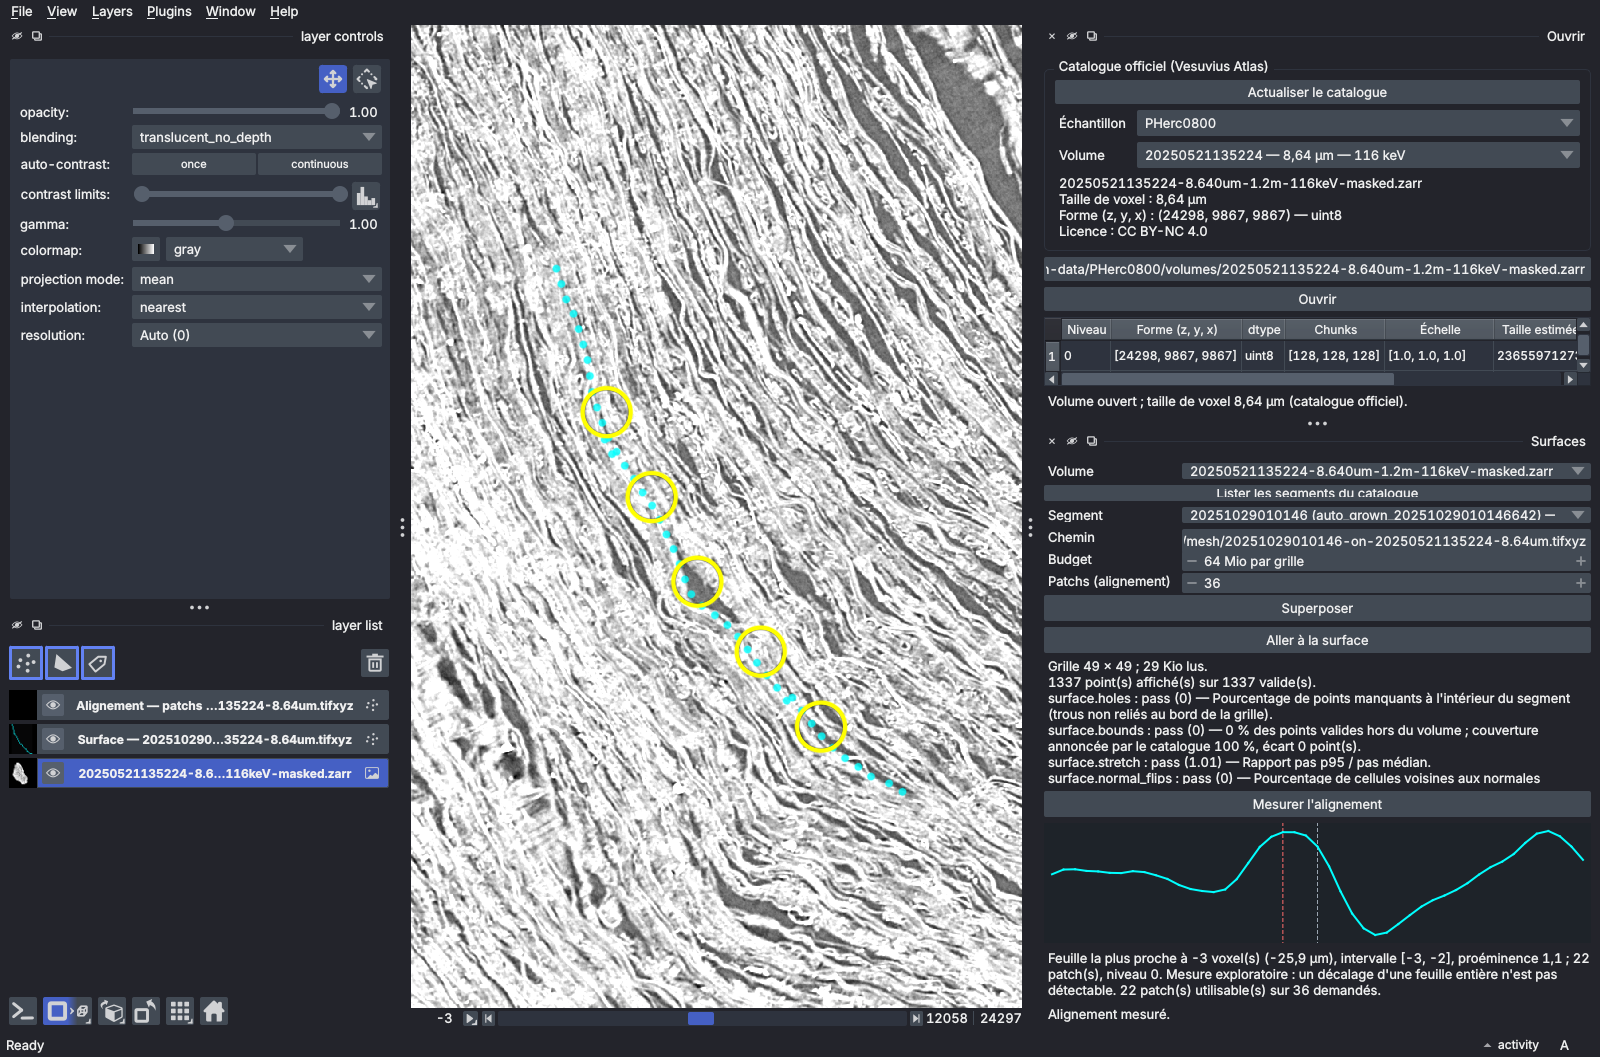 File View Layers Plugins Window Help
layer controls
opacity: 1.00
blending: translucent_no_depth
auto-contrast: once continuous
contrast limits:
gamma: 1.00
colormap: gray
projection mode: mean
interpolation: nearest
resolution: Auto (0)
layer list
Alignement — patchs ...135224-8.64um.tifxyz
Surface — 202510290...35224-8.64um.tifxyz
20250521135224-8.6...116keV-masked.zarr
Ready
-3 12058 24297
Ouvrir
Catalogue officiel (Vesuvius Atlas)
Actualiser le catalogue
Échantillon PHerc0800
Volume 20250521135224 — 8,64 µm — 116 keV
20250521135224-8.640um-1.2m-116keV-masked.zarr
Taille de voxel : 8,64 µm
Forme (z, y, x) : (24298, 9867, 9867) — uint8
Licence : CC BY-NC 4.0
-data/PHerc0800/volumes/20250521135224-8.640um-1.2m-116keV-masked.zarr
Ouvrir
Niveau Forme (z, y, x) dtype Chunks Échelle Taille estimée
1 0 [24298, 9867, 9867] uint8 [128, 128, 128] [1.0, 1.0, 1.0] 2365597127
Volume ouvert ; taille de voxel 8,64 µm (catalogue officiel).
Surfaces
Volume 20250521135224-8.640um-1.2m-116keV-masked.zarr
Lister les segments du catalogue
Segment 20251029010146 (auto_grown_20251029010146642) —
Chemin /mesh/20251029010146-on-20250521135224-8.64um.tifxyz
Budget − 64 Mio par grille +
Patchs (alignement) − 36 +
Superposer
Aller à la surface
Grille 49 × 49 ; 29 Kio lus.
1337 point(s) affiché(s) sur 1337 valide(s).
surface.holes : pass (0) — Pourcentage de points manquants à l'intérieur du segment
(trous non reliés au bord de la grille).
surface.bounds : pass (0) — 0 % des points valides hors du volume ; couverture
annoncée par le catalogue 100 %, écart 0 point(s).
surface.stretch : pass (1.01) — Rapport pas p95 / pas médian.
surface.normal_flips : pass (0) — Pourcentage de cellules voisines aux normales
Mesurer l'alignement
Feuille la plus proche à -3 voxel(s) (-25,9 µm), intervalle [-3, -2], proéminence 1,1 ; 22
patch(s), niveau 0. Mesure exploratoire : un décalage d'une feuille entière n'est pas
détectable. 22 patch(s) utilisable(s) sur 36 demandés.
Alignement mesuré.
activity A